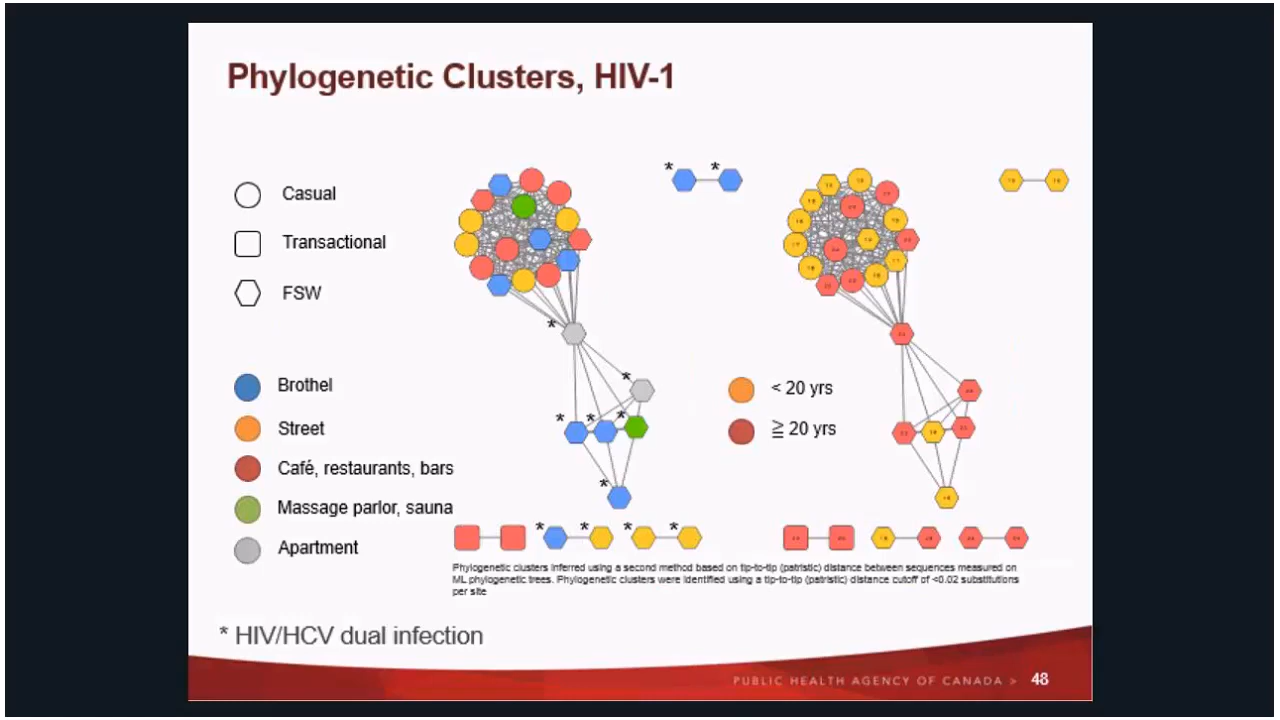 Phylogenetic Clusters, HIV-1
Casual
Transactional
FSW
Brothel
Street
Café, restaurants, bars
Massage parlor, sauna
Apartment
* *
*
*
* * *
*
* * * *
< 20 yrs
≧ 20 yrs
Phylogenetic clusters inferred using a second method based on tip-to-tip (patristic) distance between sequences measured on
ML phylogenetic trees. Phylogenetic clusters were identified using a tip-to-tip (patristic) distance cutoff of <0.02 substitutions
per site
* HIV/HCV dual infection
PUBLIC HEALTH AGENCY OF CANADA > 48